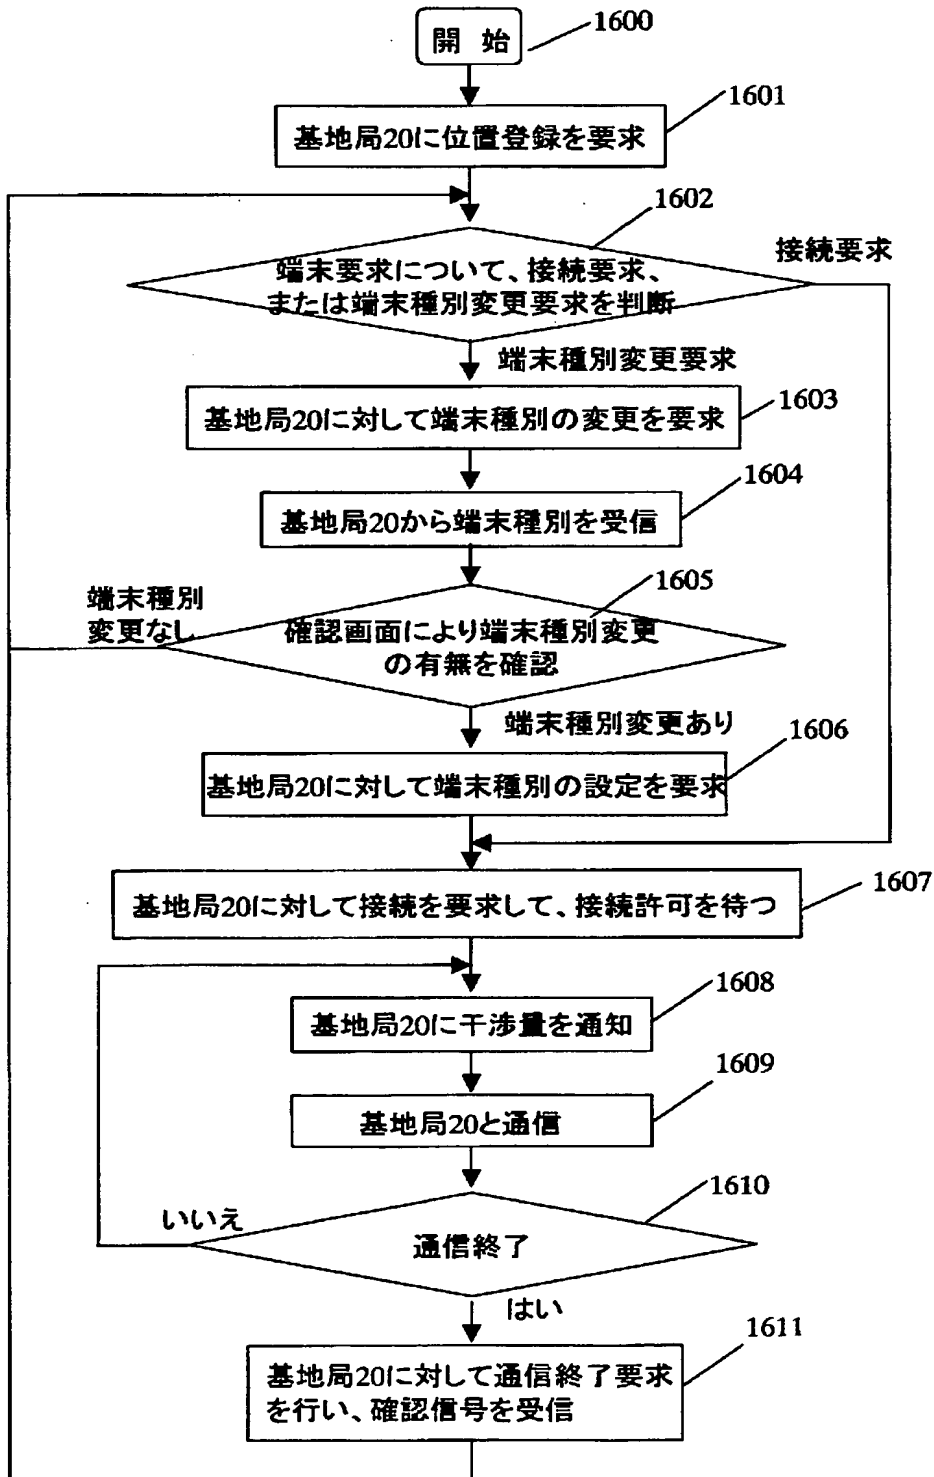 開 始
1600
1601
基地局20に位置登録を要求
1602
接続要求
端末要求について、接続要求、
または端末種別変更要求を判断
端末種別変更要求
1603
基地局20に対して端末種別の変更を要求
1604
基地局20から端末種別を受信
1605
端末種別
変更なし
確認画面により端末種別変更
の有無を確認
端末種別変更あり
1606
基地局20に対して端末種別の設定を要求
1607
基地局20に対して接続を要求して、接続許可を待つ
1608
基地局20に干渉量を通知
1609
基地局20と通信
1610
いいえ
通信終了
はい
1611
基地局20に対して通信終了要求
を行い、確認信号を受信